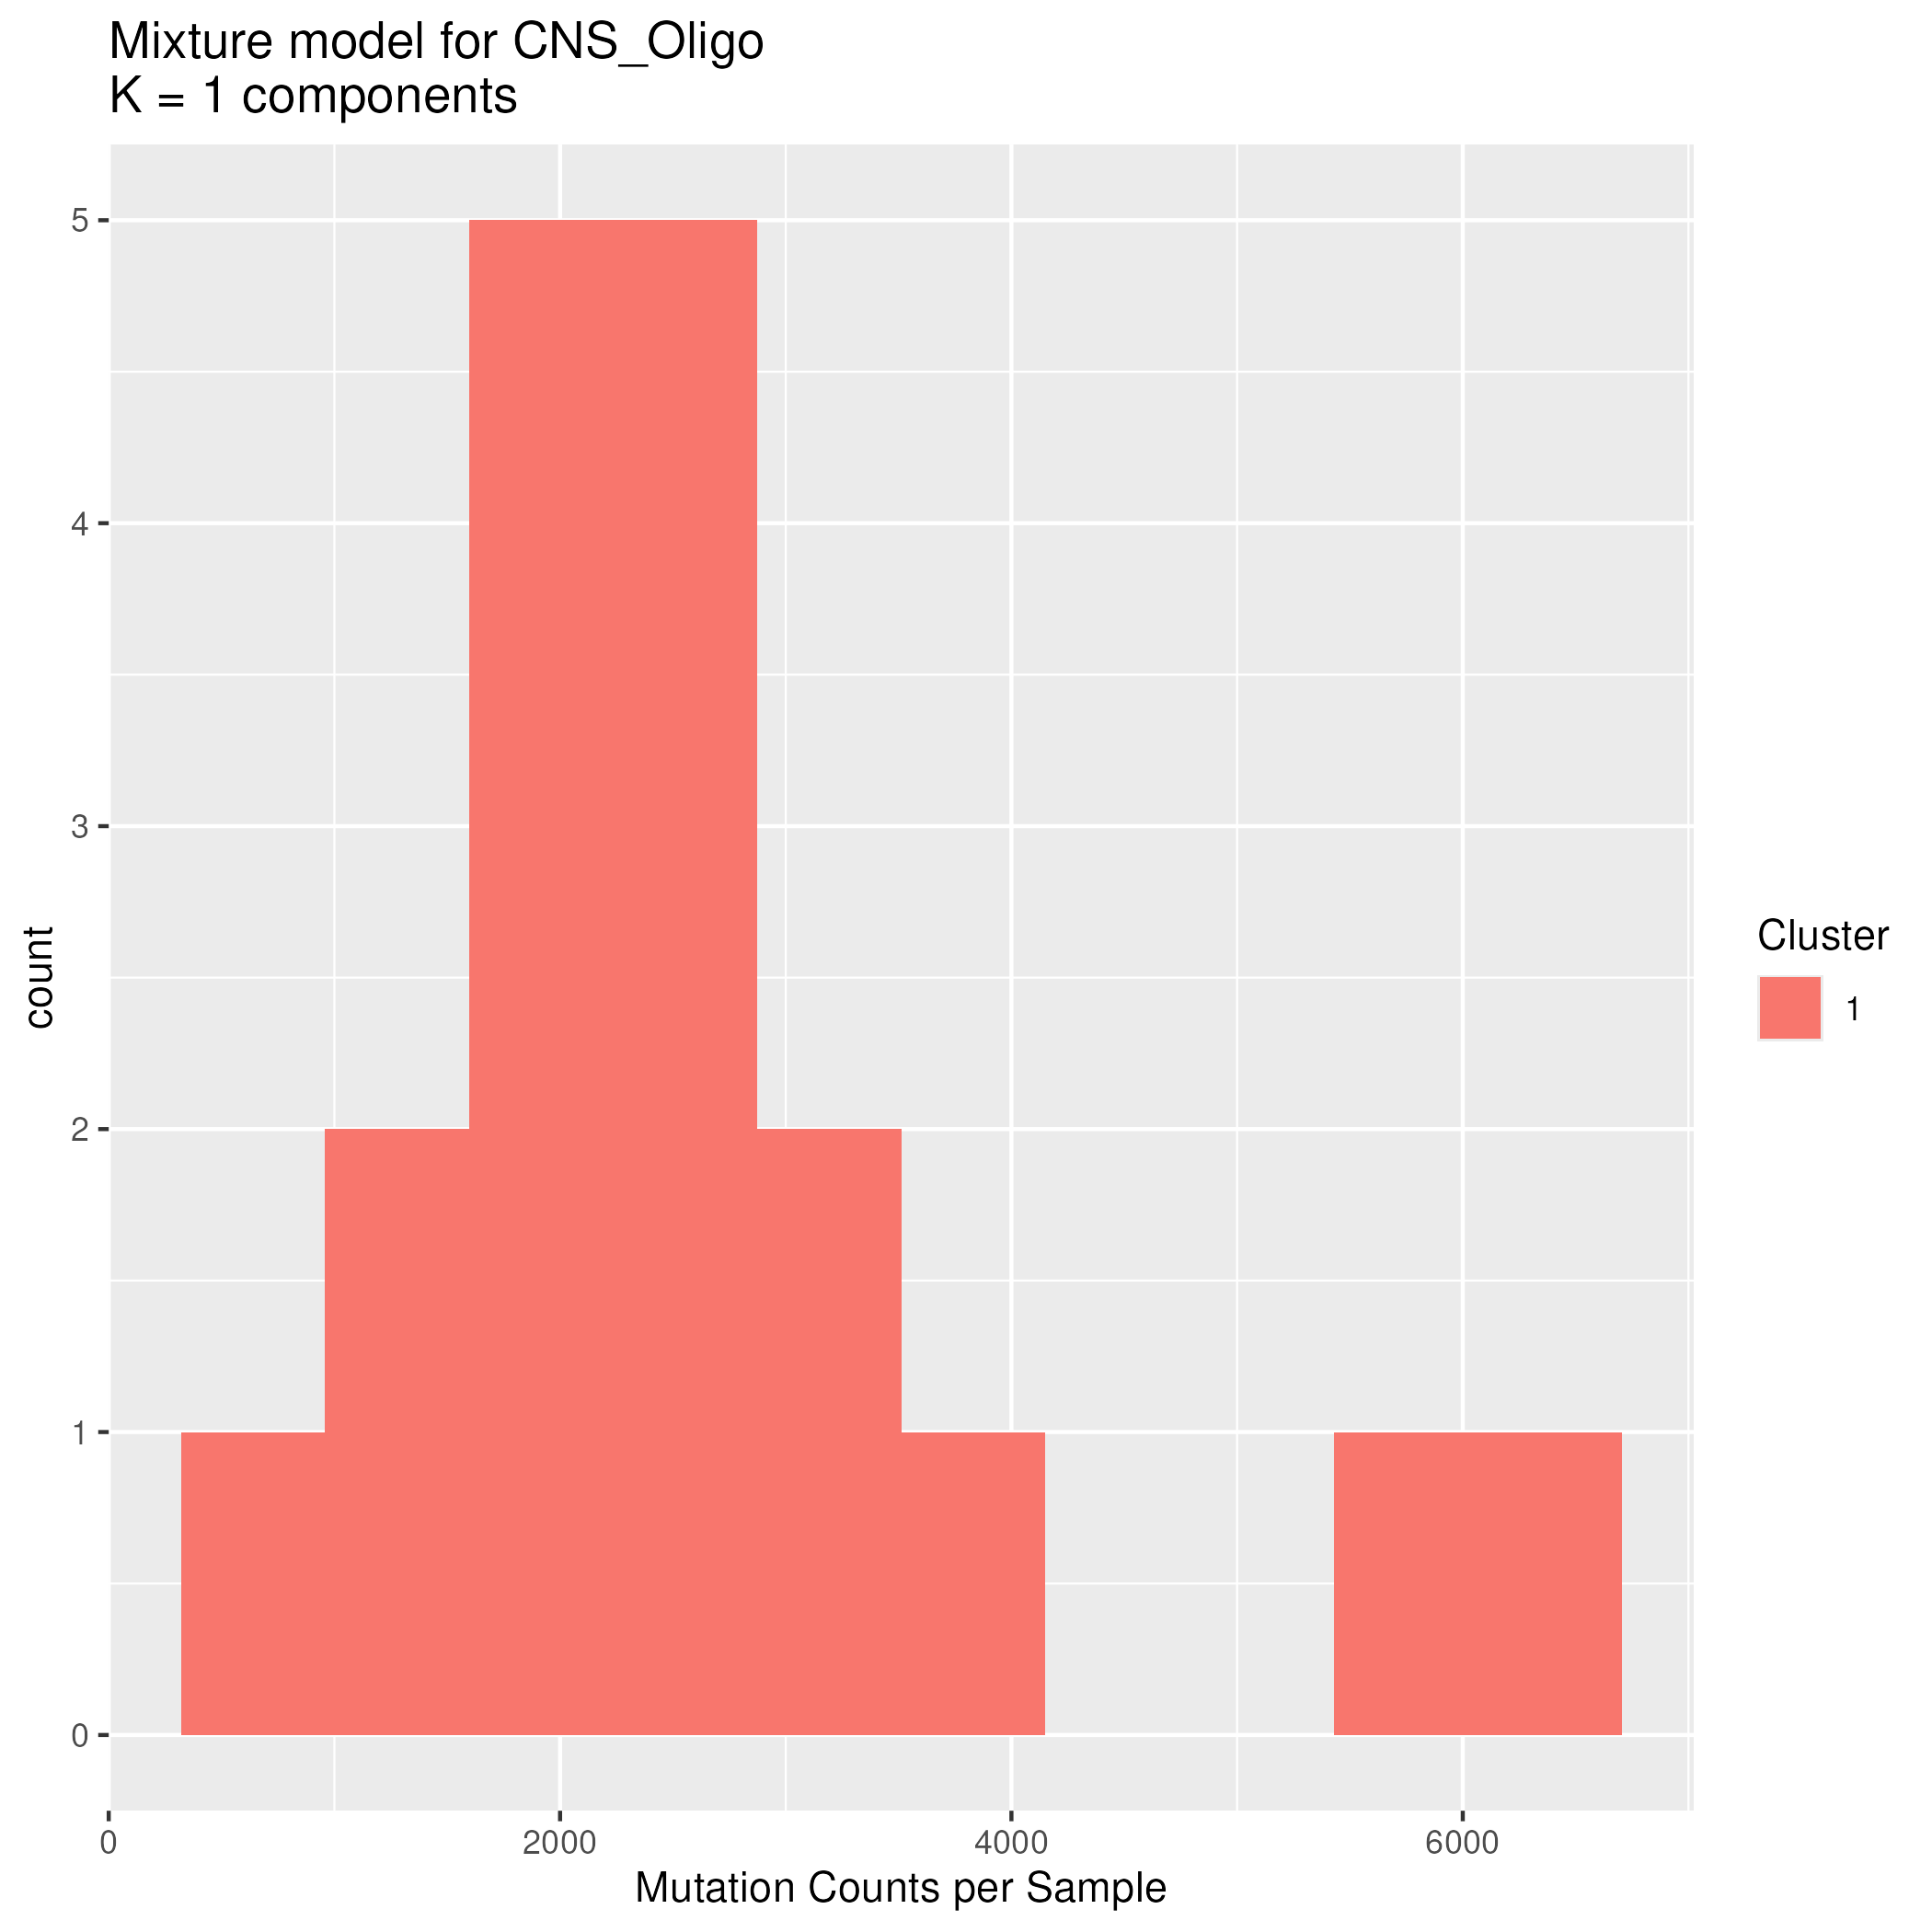 Mixture model for CNS_Oligo
K = 1 components
5
4
3
2
1
0
count
0 2000 4000 6000
Mutation Counts per Sample
Cluster
1